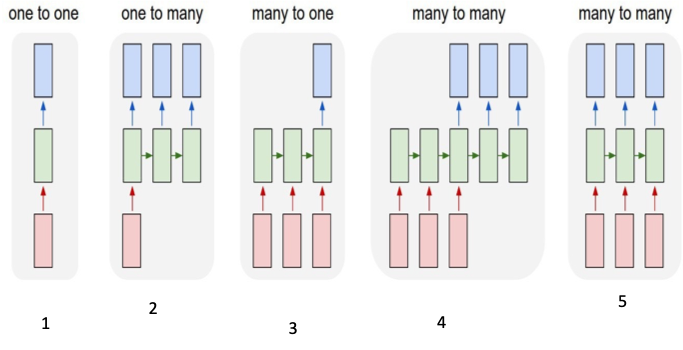 one to one
one to many
many to one
many to many
many to many
1
2
3
4
5